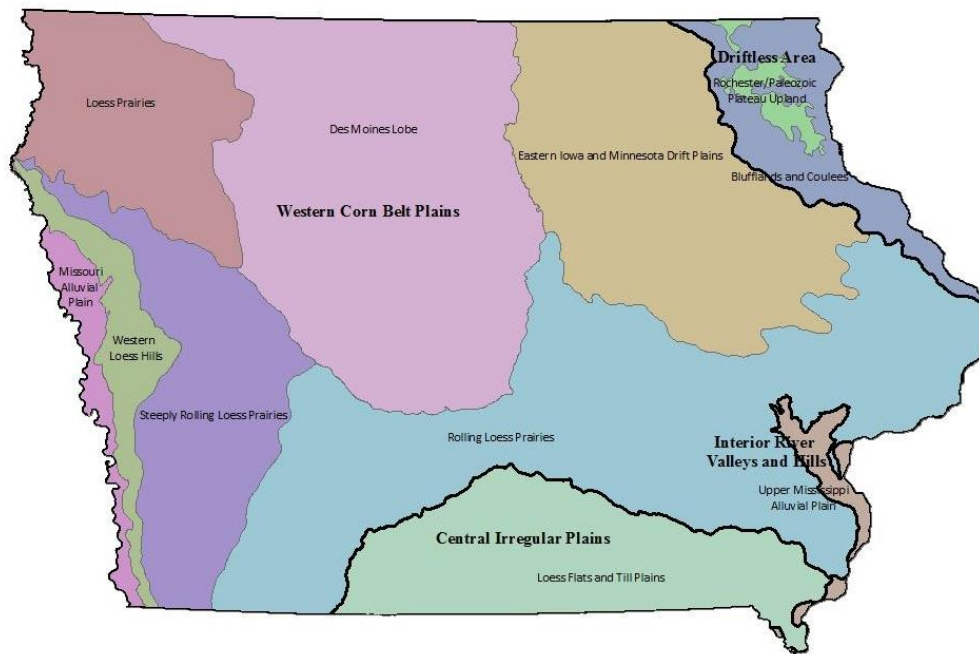 Driftless Area
Rochester/Paleozoic
Plateau Upland
Loess Prairies
Des Moines Lobe
Eastern Iowa and Minnesota Drift Plains
Blufflands and Coulees
Western Corn Belt Plains
Missouri
Alluvial
Plain
Western
Loess Hills
Steeply Rolling Loess Prairies
Rolling Loess Prairies
Interior River
Valleys and Hills
Upper Mississippi
Alluvial Plain
Central Irregular Plains
Loess Flats and Till Plains